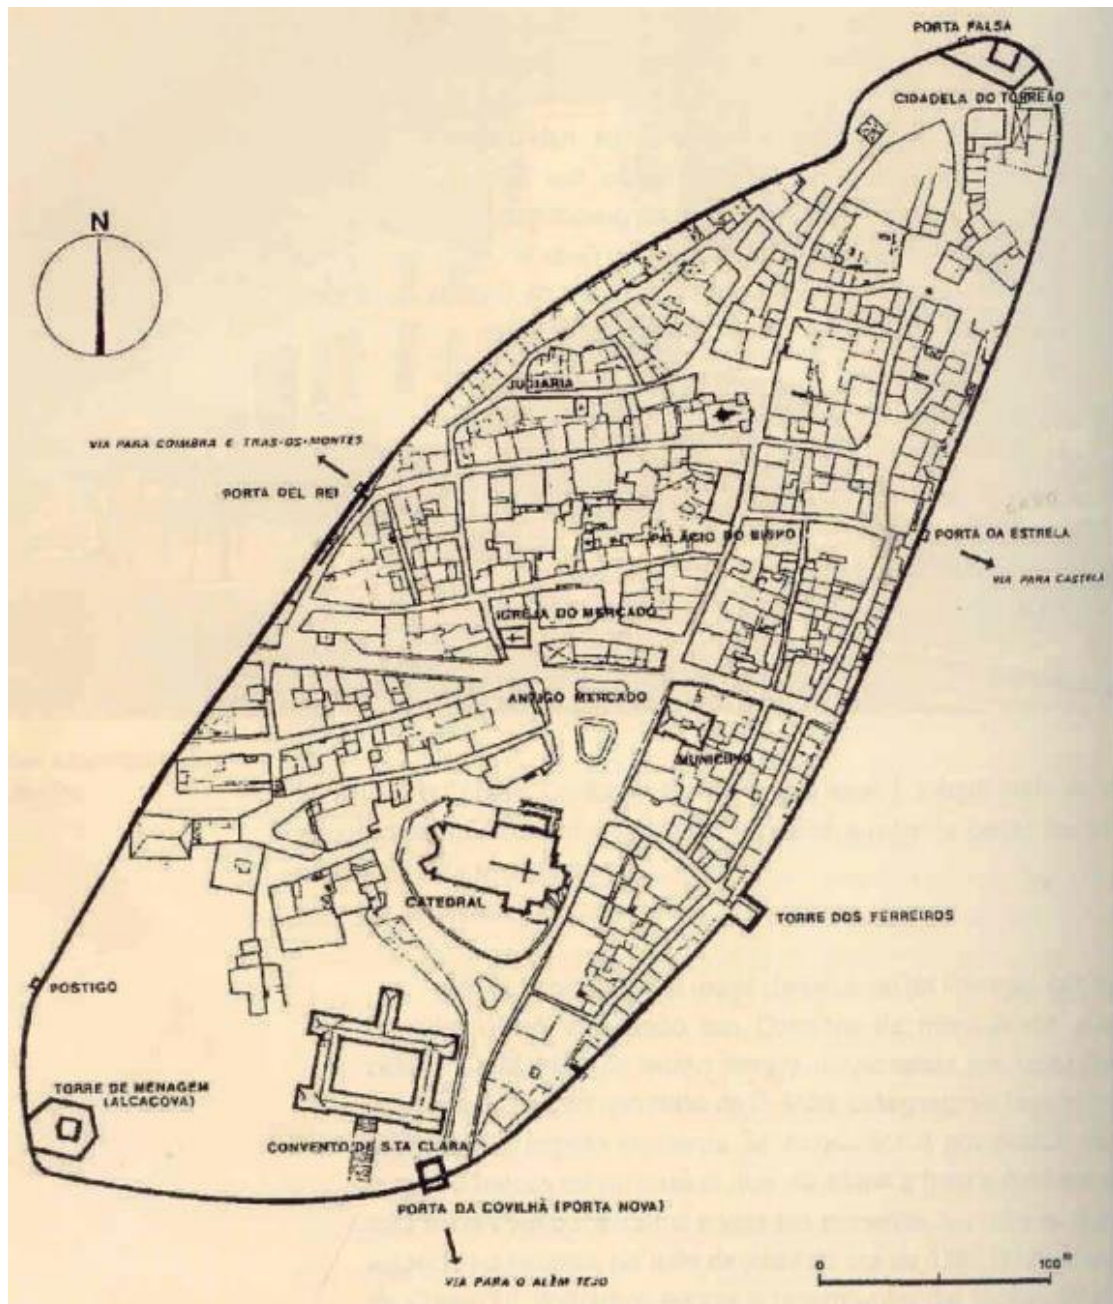 PORTA FALSA
CIDADELA DO TORREÃO
N
JUDIARIA
VIA PARA COIMBRA E TRAS-OS-MONTES
PORTA DEL REI
PALÁCIO DO BISPO
PORTA DA ESTRELA
VIA PARA CASTELA
IGREJA DO MERCADO
ANTIGO MERCADO
MUNICIPIO
CATEDRAL
TORRE DOS FERREIROS
POSTIGO
TORRE DE MENAGEM
(ALCAÇOVA)
CONVENTO DE STA CLARA
PORTA DA COVILHÃ (PORTA NOVA)
VIA PARA O ALÉM TEJO
0 100 m